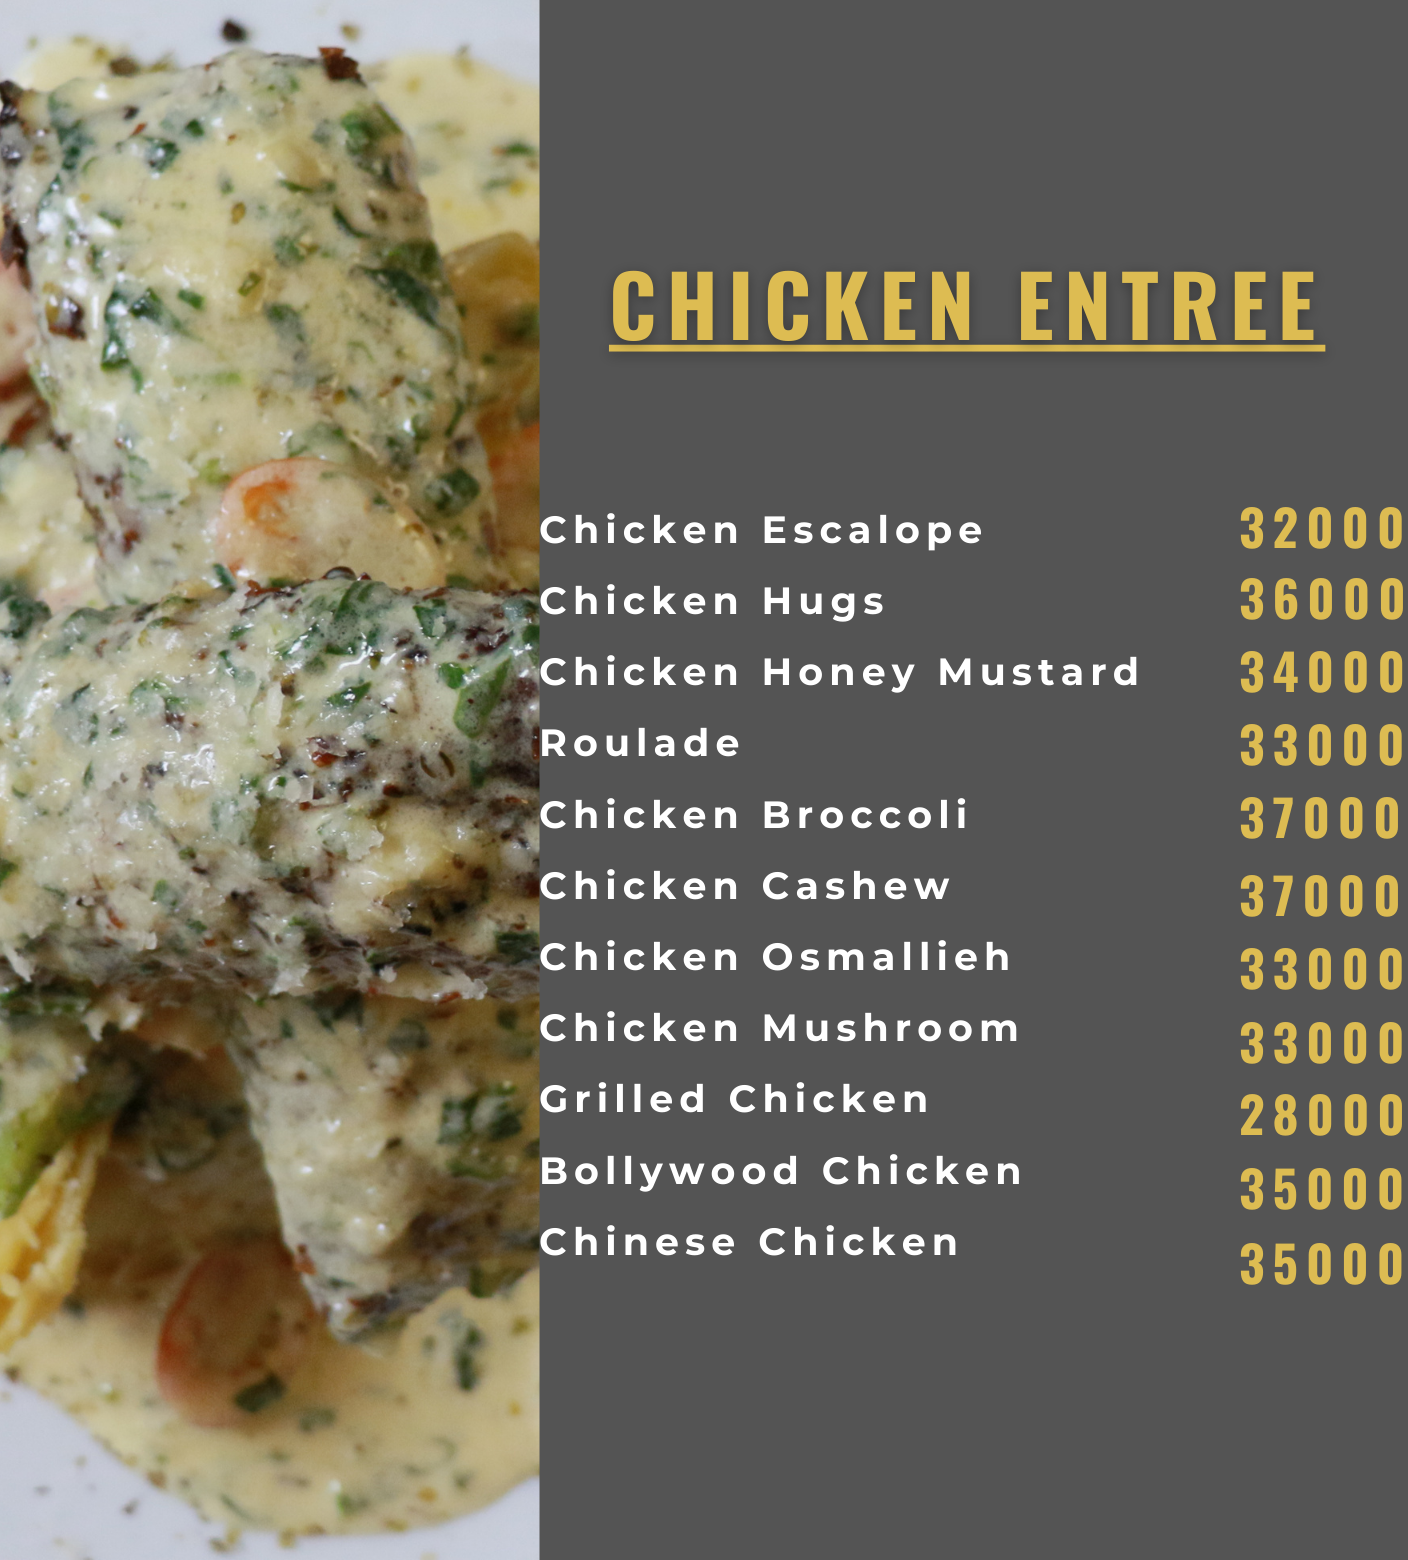 CHICKEN ENTREE
Chicken Escalope 32000
Chicken Hugs 36000
Chicken Honey Mustard 34000
Roulade 33000
Chicken Broccoli 37000
Chicken Cashew 37000
Chicken Osmallieh 33000
Chicken Mushroom 33000
Grilled Chicken 28000
Bollywood Chicken 35000
Chinese Chicken 35000